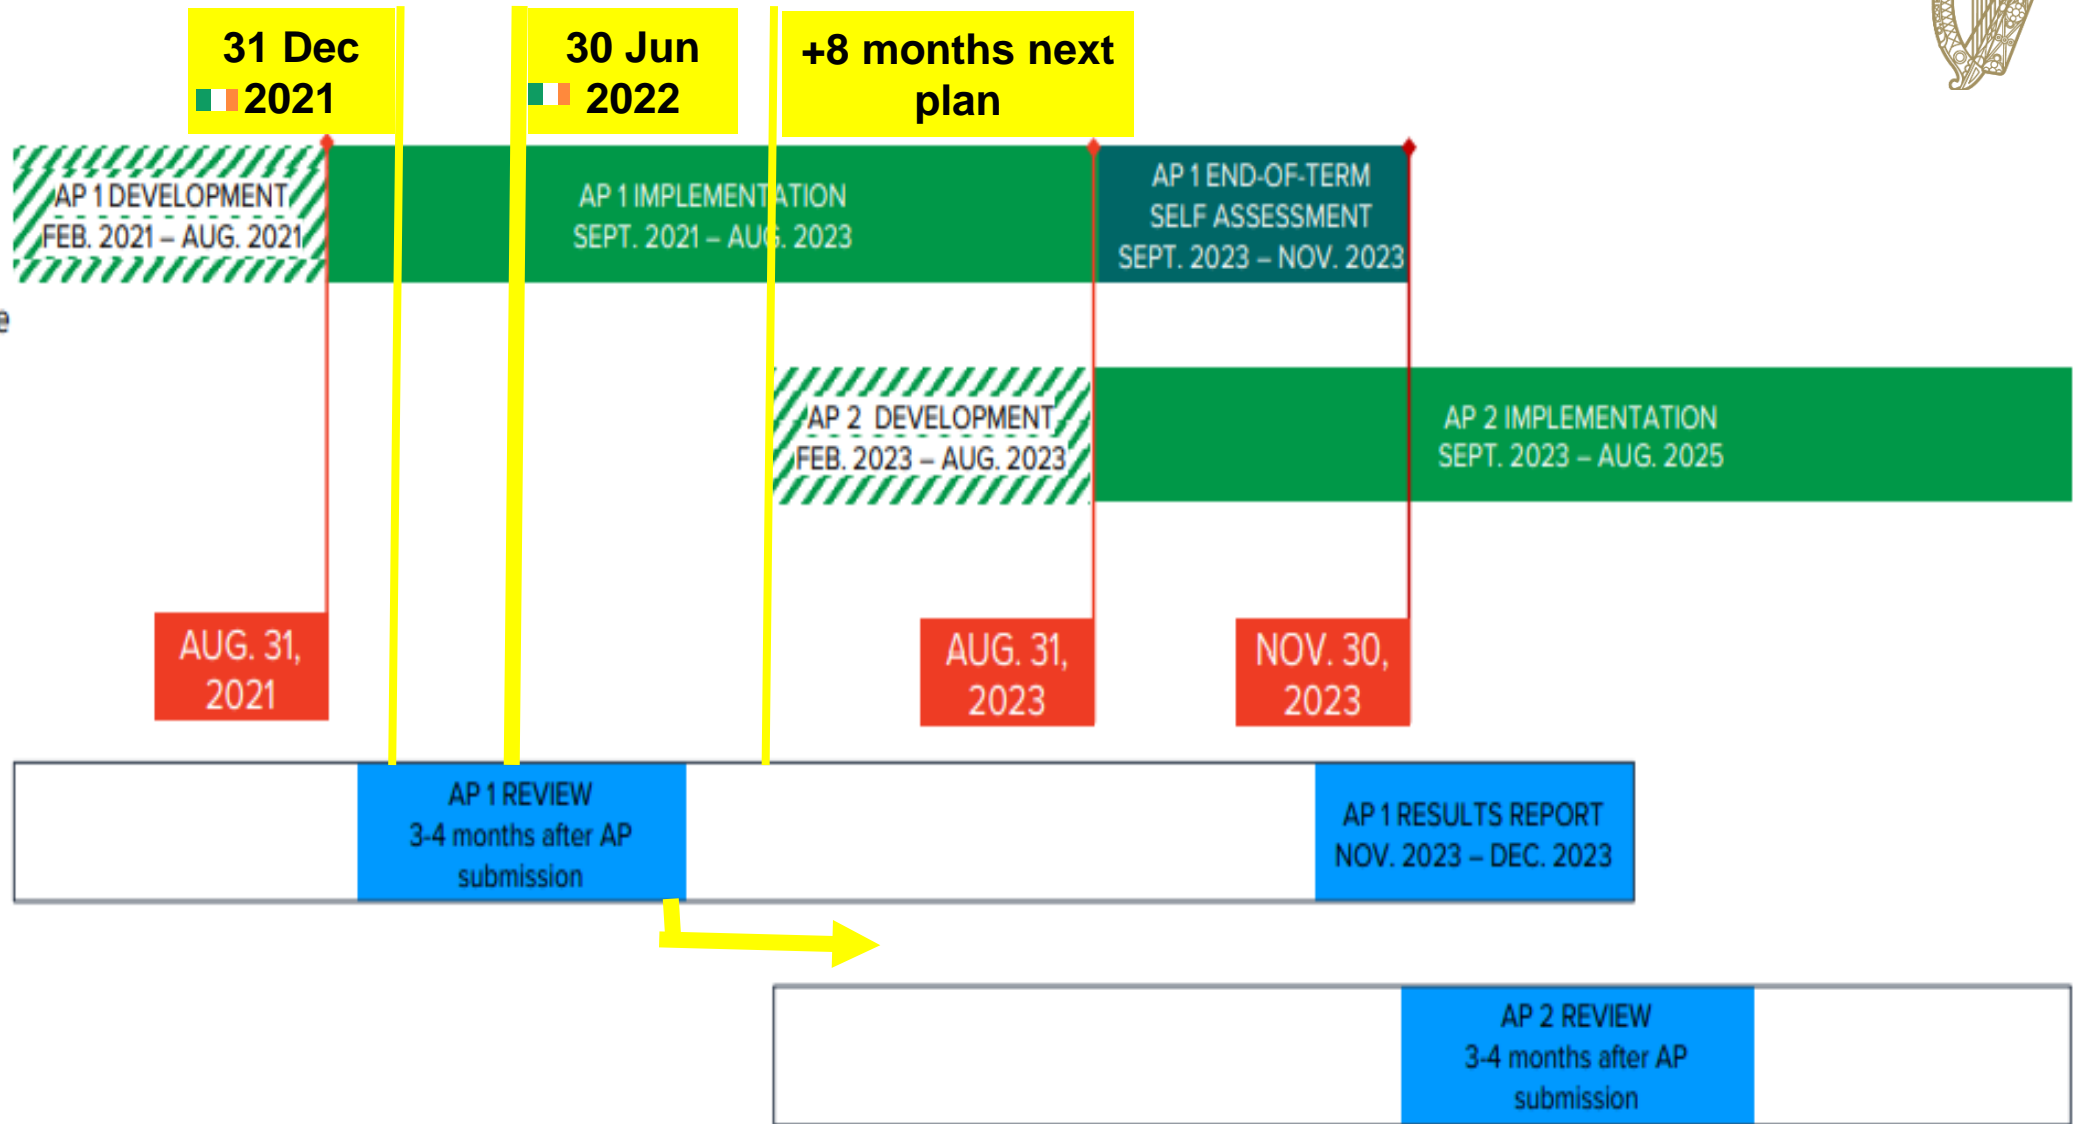 31 Dec
2021
30 Jun
2022
+8 months next
plan
AP 1 DEVELOPMENT
FEB. 2021 – AUG. 2021
AP 1 IMPLEMENTATION
SEPT. 2021 – AUG. 2023
AP 1 END-OF-TERM
SELF ASSESSMENT
SEPT. 2023 – NOV. 2023
e
AP 2 DEVELOPMENT
FEB. 2023 – AUG. 2023
AP 2 IMPLEMENTATION
SEPT. 2023 – AUG. 2025
AUG. 31,
2021
AUG. 31,
2023
NOV. 30,
2023
AP 1 REVIEW
3-4 months after AP
submission
AP 1 RESULTS REPORT
NOV. 2023 – DEC. 2023
AP 2 REVIEW
3-4 months after AP
submission